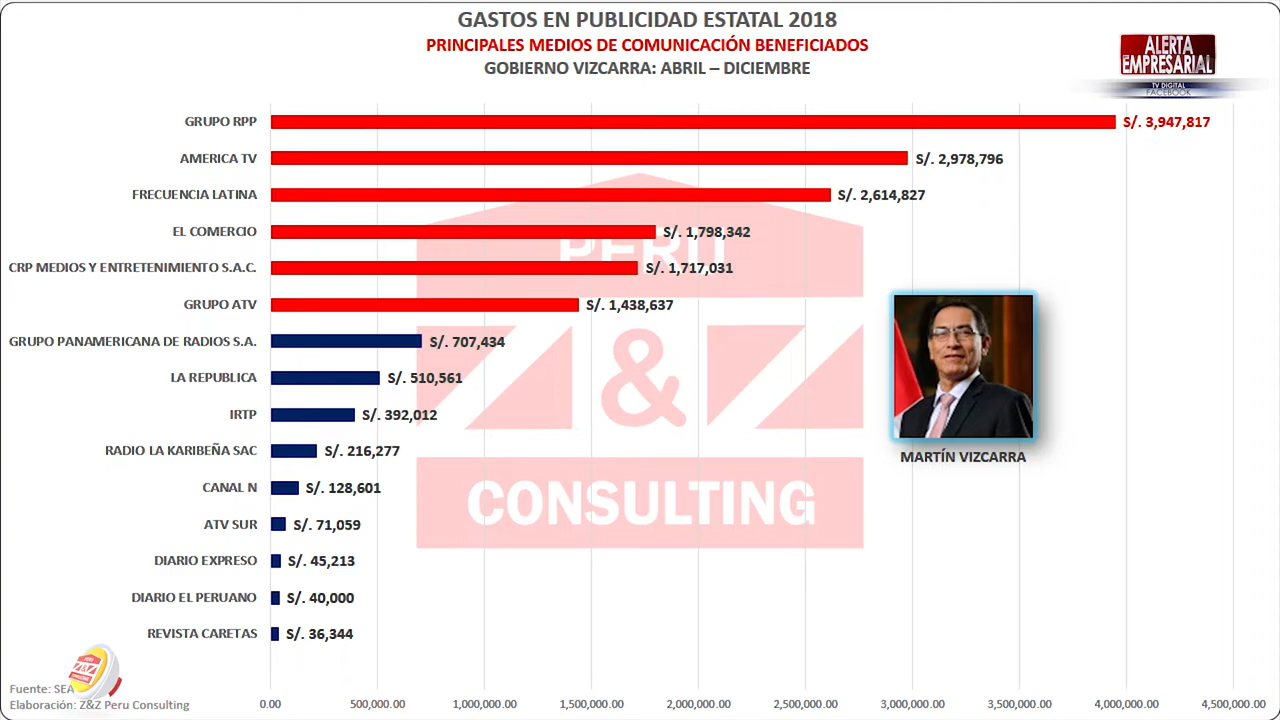 GASTOS EN PUBLICIDAD ESTATAL 2018
PRINCIPALES MEDIOS DE COMUNICACIÓN BENEFICIADOS
GOBIERNO VIZCARRA: ABRIL – DICIEMBRE
ALERTA
EMPRESARIAL
TV DIGITAL
FACEBOOK
GRUPO RPP S/. 3,947,817
AMERICA TV S/. 2,978,796
FRECUENCIA LATINA S/. 2,614,827
EL COMERCIO S/. 1,798,342
CRP MEDIOS Y ENTRETENIMIENTO S.A.C. S/. 1,717,031
GRUPO ATV S/. 1,438,637
GRUPO PANAMERICANA DE RADIOS S.A. S/. 707,434
LA REPUBLICA S/. 510,561
IRTP S/. 392,012
RADIO LA KARIBEÑA SAC S/. 216,277
CANAL N S/. 128,601
ATV SUR S/. 71,059
DIARIO EXPRESO S/. 45,213
DIARIO EL PERUANO S/. 40,000
REVISTA CARETAS S/. 36,344
PERU
Z&Z
CONSULTING
MARTÍN VIZCARRA
PERU
Z&Z
CONSULTING
Fuente: SEA
Elaboración: Z&Z Peru Consulting
0.00 500,000.00 1,000,000.00 1,500,000.00 2,000,000.00 2,500,000.00 3,000,000.00 3,500,000.00 4,000,000.00 4,500,000.00